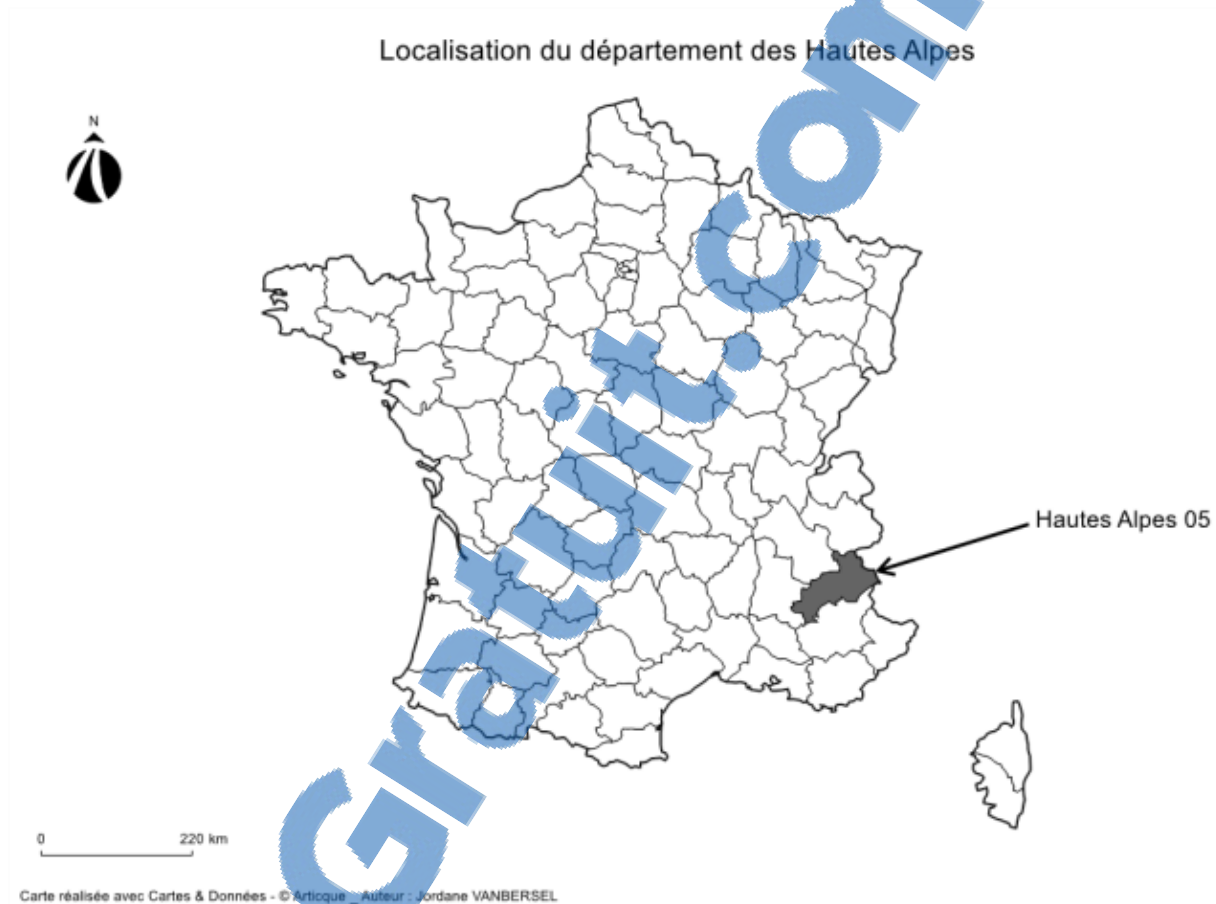 Localisation du département des Hautes Alpes
N
Hautes Alpes 05
0 220 km
Carte réalisée avec Cartes & Données - © Articque _ Auteur : Jordane VANBERSEL
Gratuit.com